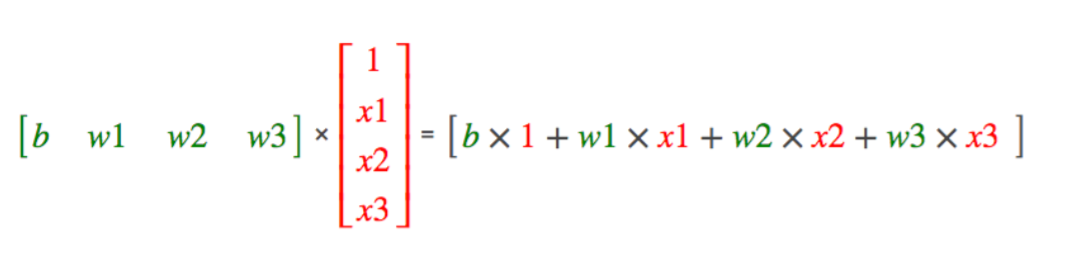 [b w1 w2 w3] × [1
x1
x2
x3] = [b × 1 + w1 × x1 + w2 × x2 + w3 × x3 ]